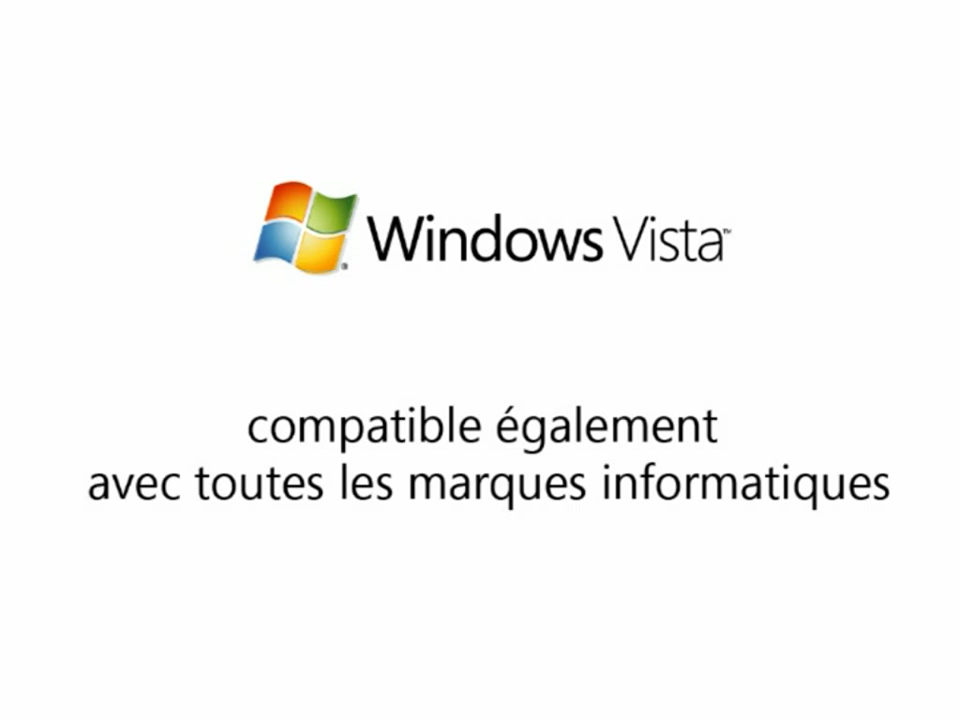 Windows Vista™
compatible également
avec toutes les marques informatiques